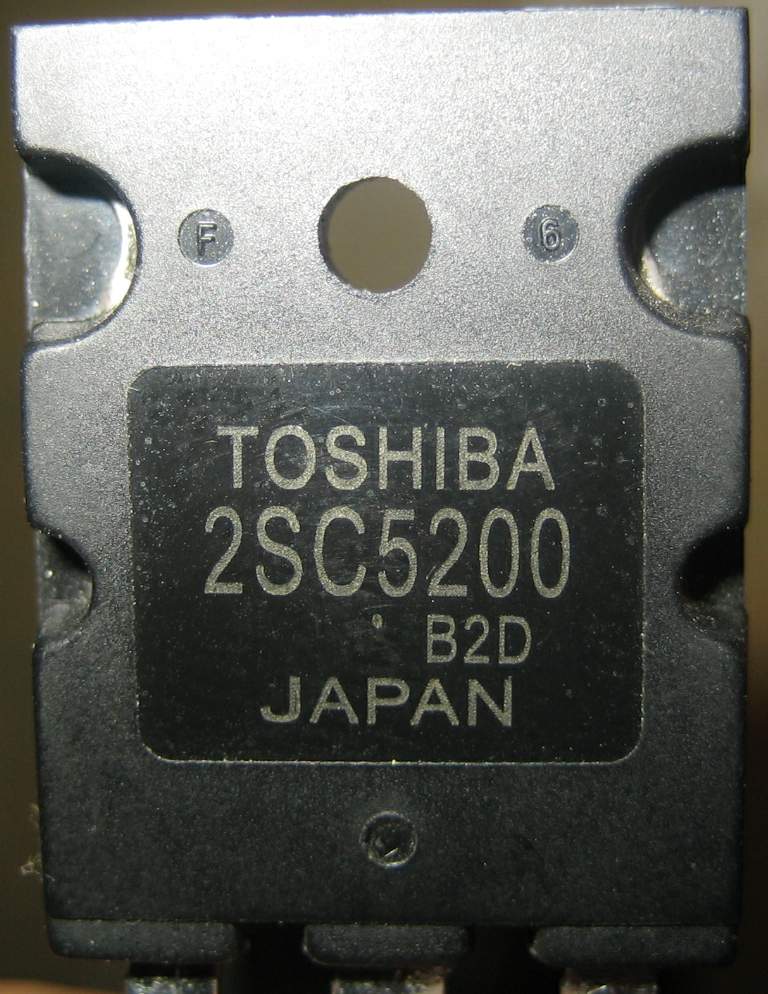 F 6
TOSHIBA
2SC5200
B2D
JAPAN